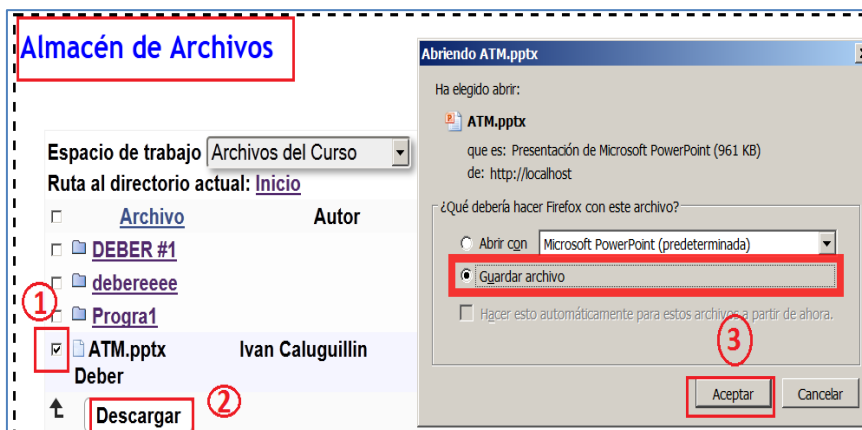 Almacén de Archivos
Espacio de trabajo Archivos del Curso
Ruta al directorio actual: Inicio
Archivo Autor
DEBER #1
debereeee
1
Progra1
ATM.pptx Ivan Caluguillin
Deber
Descargar
2
Abriendo ATM.pptx
Ha elegido abrir:
ATM.pptx
que es: Presentación de Microsoft PowerPoint (961 KB)
de: http://localhost
¿Qué debería hacer Firefox con este archivo?
Abrir con Microsoft PowerPoint (predeterminada)
Guardar archivo
Hacer esto automáticamente para estos archivos a partir de ahora.
3
Aceptar Cancelar